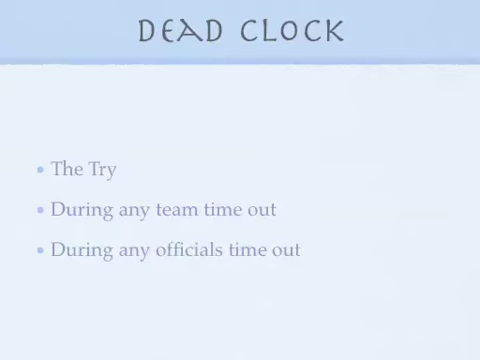 DEAD CLOCK
• The Try
• During any team time out
• During any officials time out